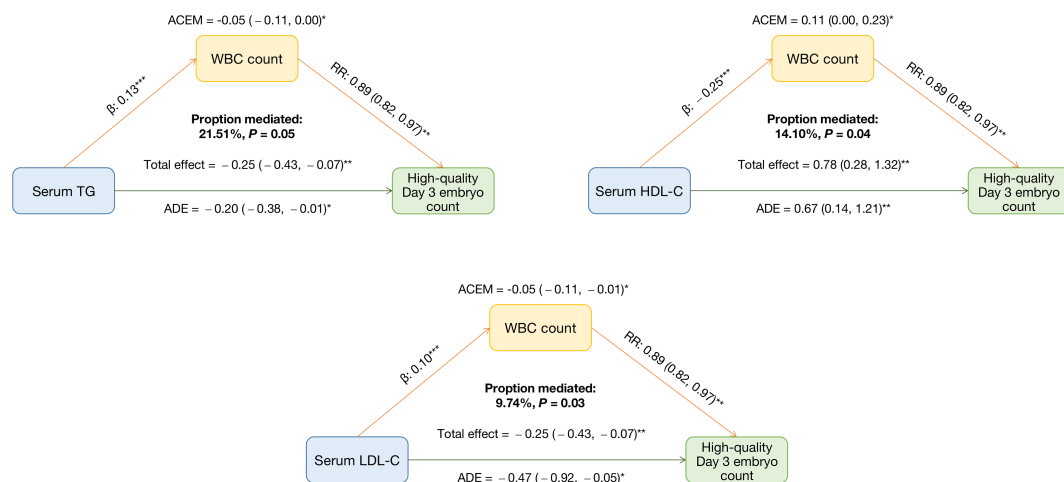 ACEM = -0.05 ( – 0.11, 0.00)*
WBC count
β: 0.13***
RR: 0.89 (0.82, 0.97)**
Proption mediated:
21.51%, P = 0.05
Total effect = – 0.25 ( – 0.43, – 0.07)**
Serum TG
High-quality
Day 3 embryo
count
ADE = – 0.20 ( – 0.38, – 0.01)*
ACEM = 0.11 (0.00, 0.23)*
WBC count
β: – 0.25***
RR: 0.89 (0.82, 0.97)**
Proption mediated:
14.10%, P = 0.04
Total effect = 0.78 (0.28, 1.32)**
Serum HDL-C
High-quality
Day 3 embryo
count
ADE = 0.67 (0.14, 1.21)**
ACEM = -0.05 ( – 0.11, – 0.01)*
WBC count
β: 0.10***
RR: 0.89 (0.82, 0.97)**
Proption mediated:
9.74%, P = 0.03
Total effect = – 0.25 ( – 0.43, – 0.07)**
Serum LDL-C
High-quality
Day 3 embryo
count
ADE = – 0.47 ( – 0.92, – 0.05)*